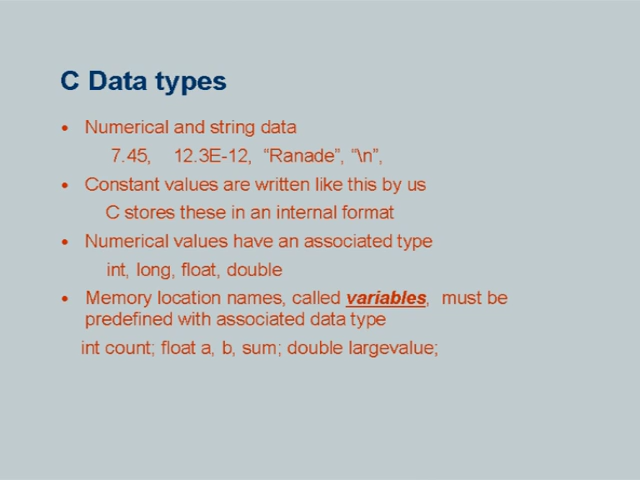 C Data types
• Numerical and string data
7.45, 12.3E-12, “Ranade”, “\n”,
• Constant values are written like this by us
C stores these in an internal format
• Numerical values have an associated type
int, long, float, double
• Memory location names, called variables, must be
predefined with associated data type
int count; float a, b, sum; double largevalue;